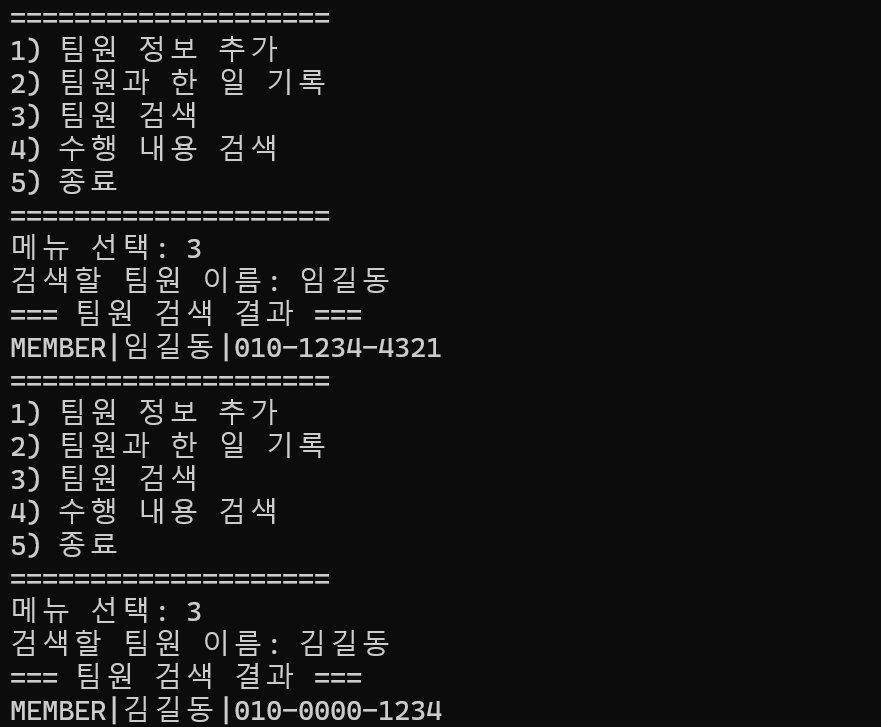 ====================
1) 팀원 정보 추가
2) 팀원과 한 일 기록
3) 팀원 검색
4) 수행 내용 검색
5) 종료
====================
메뉴 선택: 3
검색할 팀원 이름: 임길동
=== 팀원 검색 결과 ===
MEMBER|임길동|010-1234-4321
====================
1) 팀원 정보 추가
2) 팀원과 한 일 기록
3) 팀원 검색
4) 수행 내용 검색
5) 종료
====================
메뉴 선택: 3
검색할 팀원 이름: 김길동
=== 팀원 검색 결과 ===
MEMBER|김길동|010-0000-1234